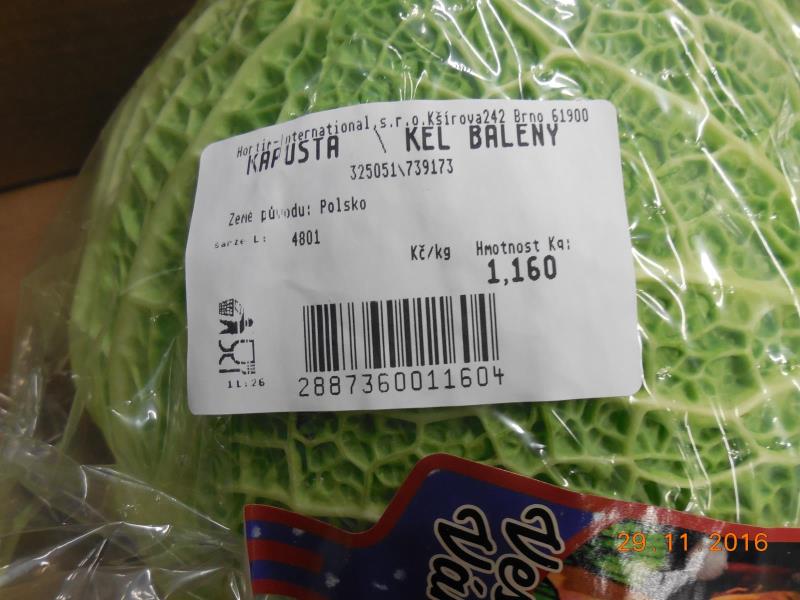 Hortif-International,s.r.o.Kšírova242 Brno 61900
KAPUSTA \ KEL BALENY
325051\739173
Země původu: Polsko
šarže L: 4801
Kč/kg Hmotnost Kg:
1,160
11:26
2887360011604
29 11 2016